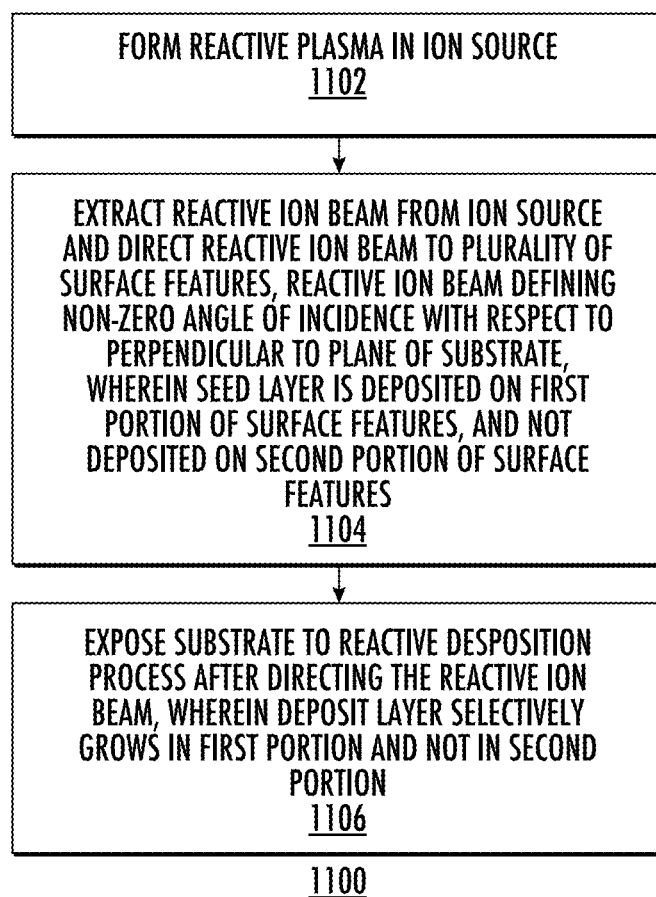 FORM REACTIVE PLASMA IN ION SOURCE
1102
EXTRACT REACTIVE ION BEAM FROM ION SOURCE
AND DIRECT REACTIVE ION BEAM TO PLURALITY OF
SURFACE FEATURES, REACTIVE ION BEAM DEFINING
NON-ZERO ANGLE OF INCIDENCE WITH RESPECT TO
PERPENDICULAR TO PLANE OF SUBSTRATE,
WHEREIN SEED LAYER IS DEPOSITED ON FIRST
PORTION OF SURFACE FEATURES, AND NOT
DEPOSITED ON SECOND PORTION OF SURFACE
FEATURES
1104
EXPOSE SUBSTRATE TO REACTIVE DESPOSITION
PROCESS AFTER DIRECTING THE REACTIVE ION
BEAM, WHEREIN DEPOSIT LAYER SELECTIVELY
GROWS IN FIRST PORTION AND NOT IN SECOND
PORTION
1106
1100